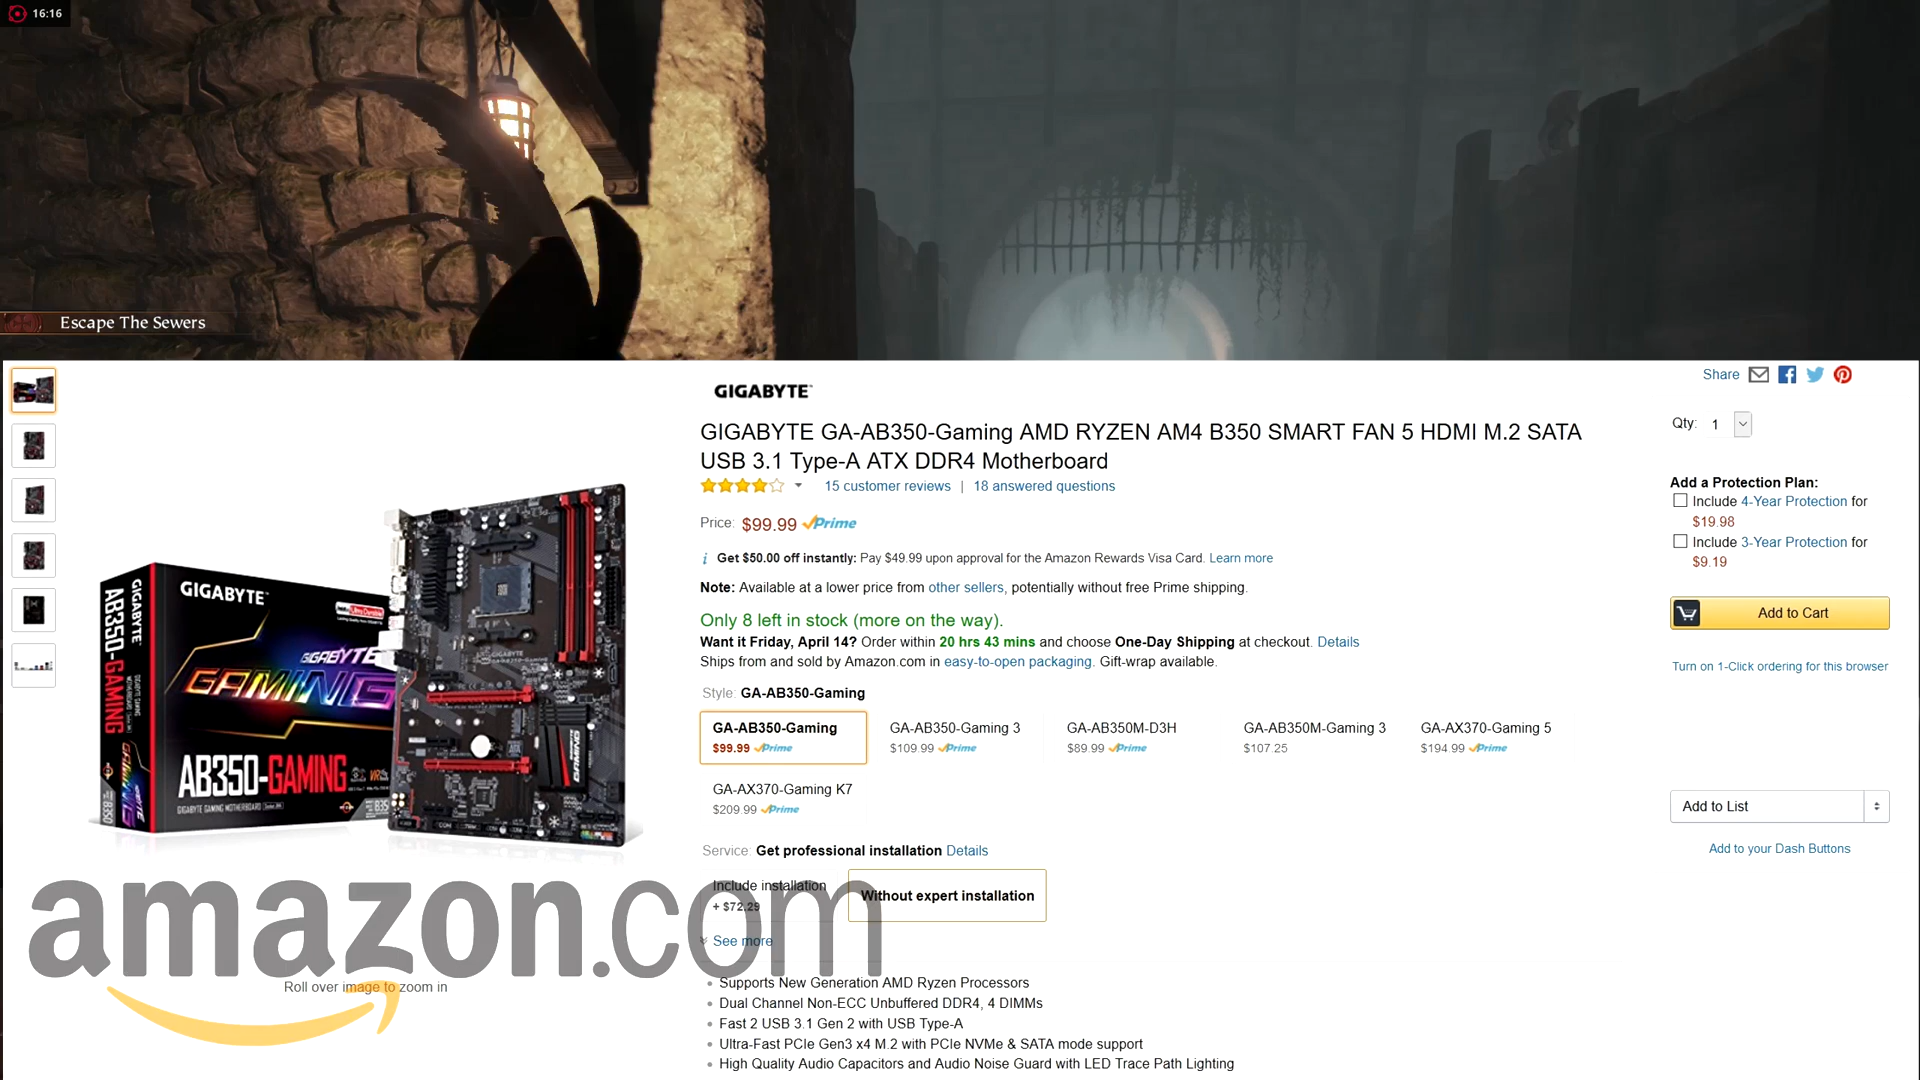 16:16
Escape The Sewers
Share
GIGABYTE™
GIGABYTE GA-AB350-Gaming AMD RYZEN AM4 B350 SMART FAN 5 HDMI M.2 SATA
USB 3.1 Type-A ATX DDR4 Motherboard
15 customer reviews | 18 answered questions
Price: $99.99 Prime
Get $50.00 off instantly: Pay $49.99 upon approval for the Amazon Rewards Visa Card. Learn more
Note: Available at a lower price from other sellers, potentially without free Prime shipping.
Only 8 left in stock (more on the way).
Want it Friday, April 14? Order within 20 hrs 43 mins and choose One-Day Shipping at checkout. Details
Ships from and sold by Amazon.com in easy-to-open packaging. Gift-wrap available.
Style: GA-AB350-Gaming
GA-AB350-Gaming
$99.99 Prime
GA-AB350-Gaming 3
$109.99 Prime
GA-AB350M-D3H
$89.99 Prime
GA-AB350M-Gaming 3
$107.25
GA-AX370-Gaming 5
$194.99 Prime
GA-AX370-Gaming K7
$209.99 Prime
Service: Get professional installation Details
Include installation
+ $72.29
Without expert installation
See more
Supports New Generation AMD Ryzen Processors
Dual Channel Non-ECC Unbuffered DDR4, 4 DIMMs
Fast 2 USB 3.1 Gen 2 with USB Type-A
Ultra-Fast PCIe Gen3 x4 M.2 with PCIe NVMe & SATA mode support
High Quality Audio Capacitors and Audio Noise Guard with LED Trace Path Lighting
Qty: 1
Add a Protection Plan:
Include 4-Year Protection for
$19.98
Include 3-Year Protection for
$9.19
Add to Cart
Turn on 1-Click ordering for this browser
Add to List
Add to your Dash Buttons
GIGABYTE™
GIGABYTE
GAMING
AB350-GAMING
GIGABYTE GAMING MOTHERBOARD
GIGABYTE
AB350-GAMING
GAMING
amazon.com
Roll over image to zoom in